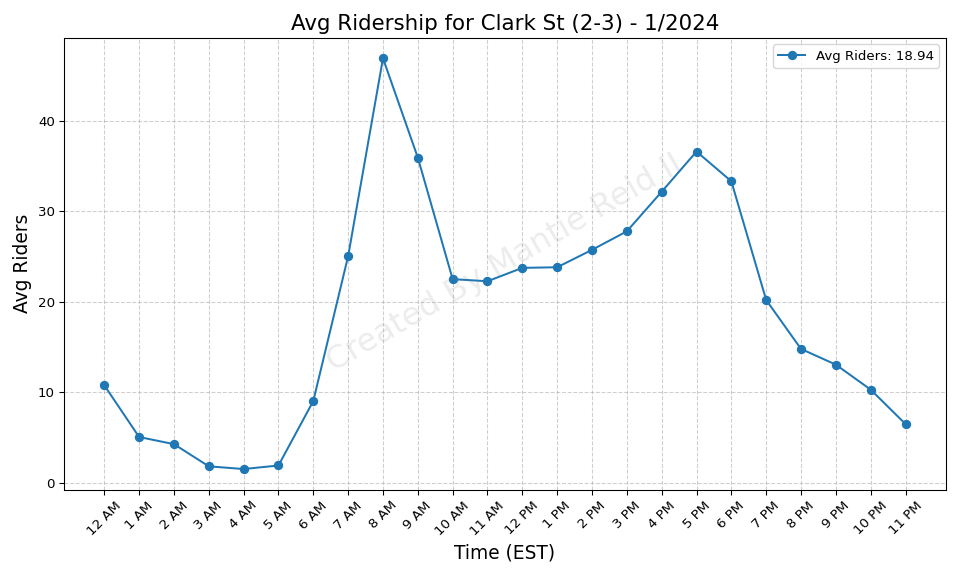 Avg Ridership for Clark St (2-3) - 1/2024
Avg Riders: 18.94
Avg Riders
40
30
20
10
0
Created By Mantie Reid II
12 AM
1 AM
2 AM
3 AM
4 AM
5 AM
6 AM
7 AM
8 AM
9 AM
10 AM
11 AM
12 PM
1 PM
2 PM
3 PM
4 PM
5 PM
6 PM
7 PM
8 PM
9 PM
10 PM
11 PM
Time (EST)